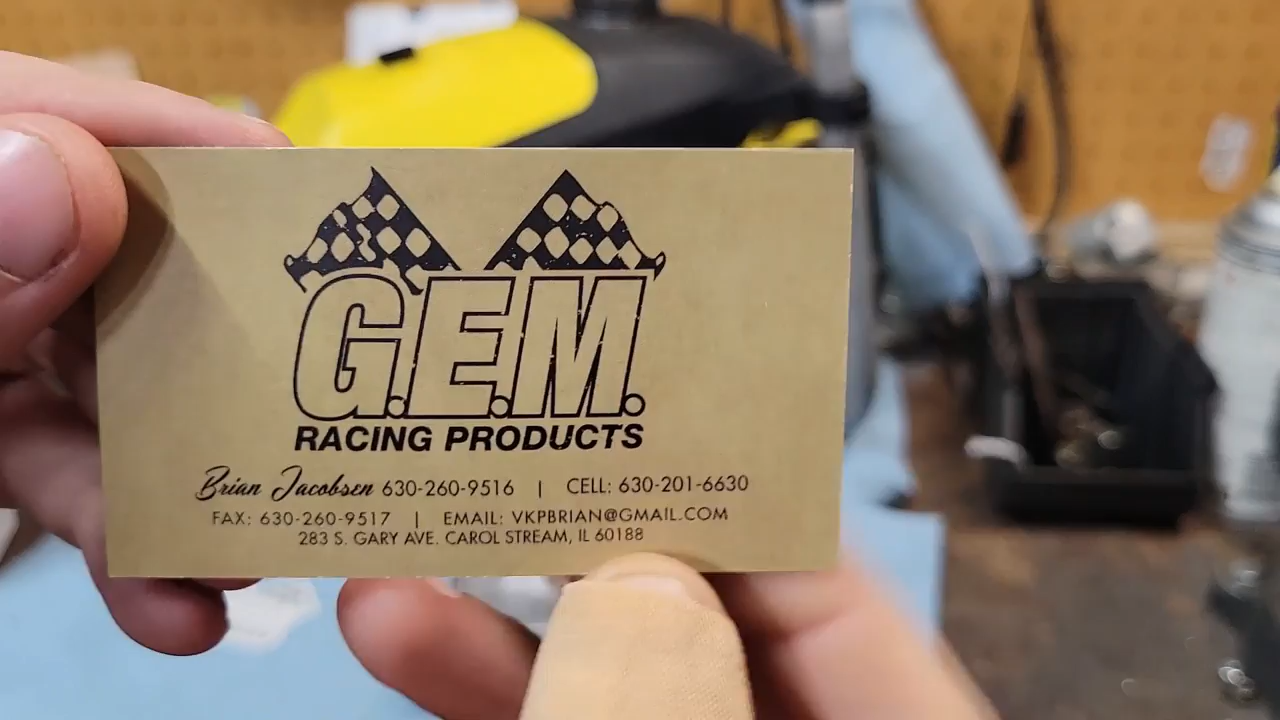 G.E.M.
RACING PRODUCTS
Brian Jacobsen 630-260-9516 | CELL: 630-201-6630
FAX: 630-260-9517 | EMAIL: VKPBRIAN@GMAIL.COM
283 S. GARY AVE. CAROL STREAM, IL 60188